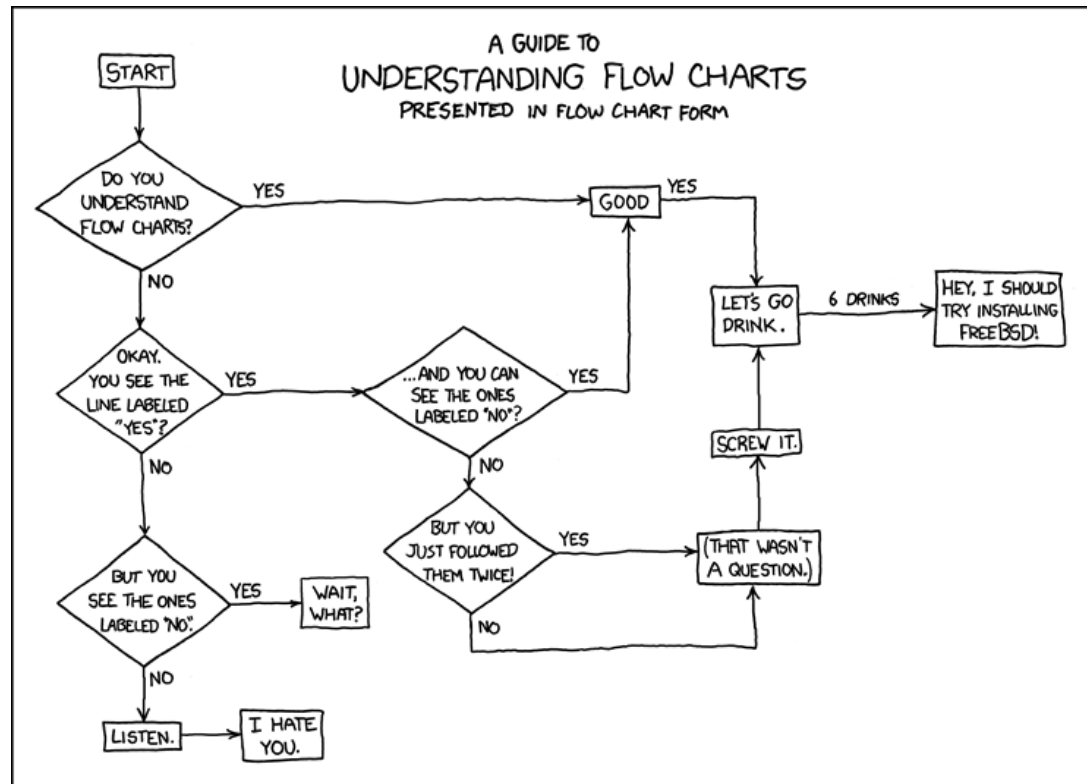 A GUIDE TO
UNDERSTANDING FLOW CHARTS
PRESENTED IN FLOW CHART FORM
START
DO YOU
UNDERSTAND
FLOW CHARTS?
YES
GOOD
YES
NO
LET'S GO
DRINK.
6 DRINKS
HEY, I SHOULD
TRY INSTALLING
FREEBSD!
OKAY.
YOU SEE THE
LINE LABELED
"YES"?
YES
...AND YOU CAN
SEE THE ONES
LABELED "NO"?
YES
NO
SCREW IT.
NO
BUT YOU
JUST FOLLOWED
THEM TWICE!
YES
(THAT WASN'T
A QUESTION.)
NO
BUT YOU
SEE THE ONES
LABELED "NO".
YES
WAIT,
WHAT?
NO
LISTEN.
I HATE
YOU.